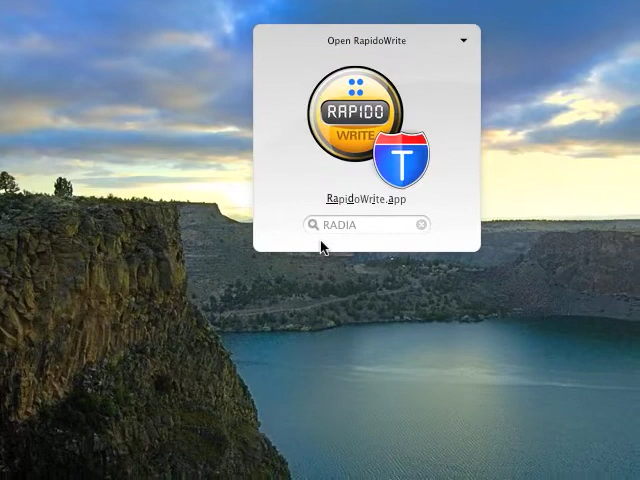 Open RapidoWrite
RAPIDO
WRITE
T
RapidoWrite.app
RADIA